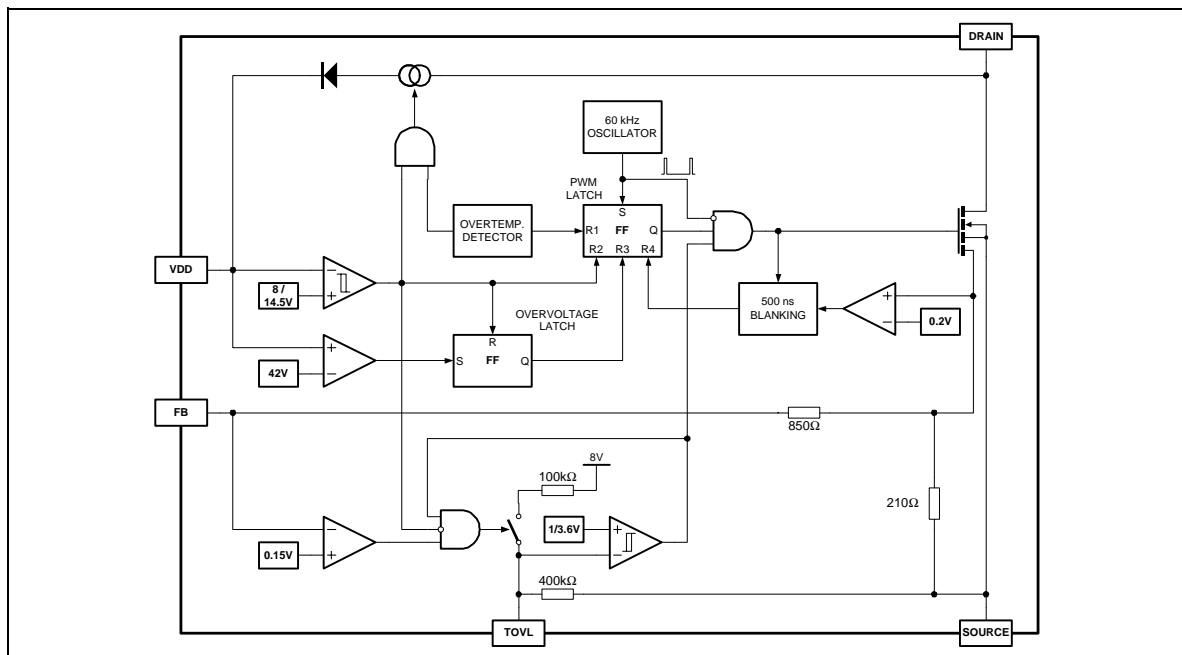 DRAIN
60 kHz
OSCILLATOR
PWM
LATCH
S
OVERTEMP.
DETECTOR
R1 FF Q
R2 R3 R4
VDD
8 /
14.5V
−
+
500 ns
BLANKING
+
−
0.2V
OVERVOLTAGE
LATCH
R
S FF Q
+
−
42V
FB
850Ω
8V
100kΩ
210Ω
1/3.6V
+
−
−
+
0.15V
400kΩ
TOVL
SOURCE